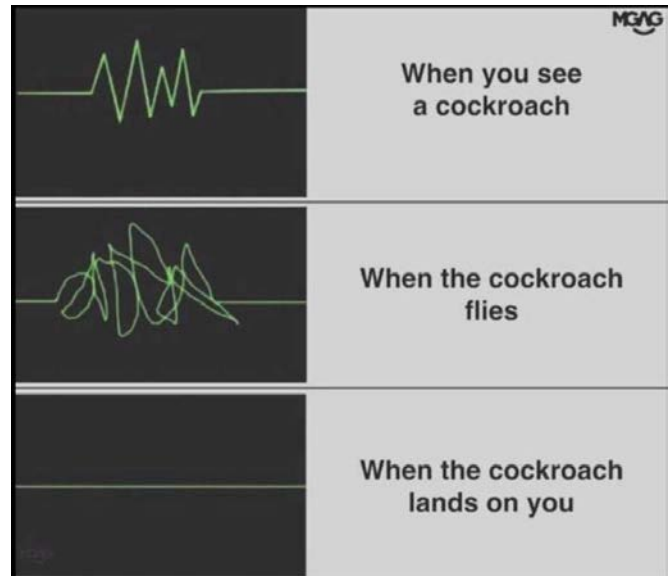 MGAG
When you see
a cockroach
When the cockroach
flies
When the cockroach
lands on you